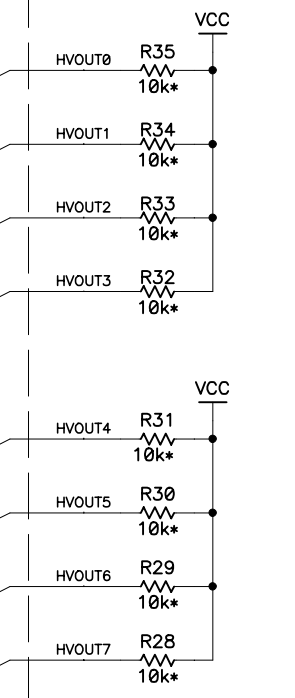 VCC
HVOUT0 R35
10k*
HVOUT1 R34
10k*
HVOUT2 R33
10k*
HVOUT3 R32
10k*
VCC
HVOUT4 R31
10k*
HVOUT5 R30
10k*
HVOUT6 R29
10k*
HVOUT7 R28
10k*